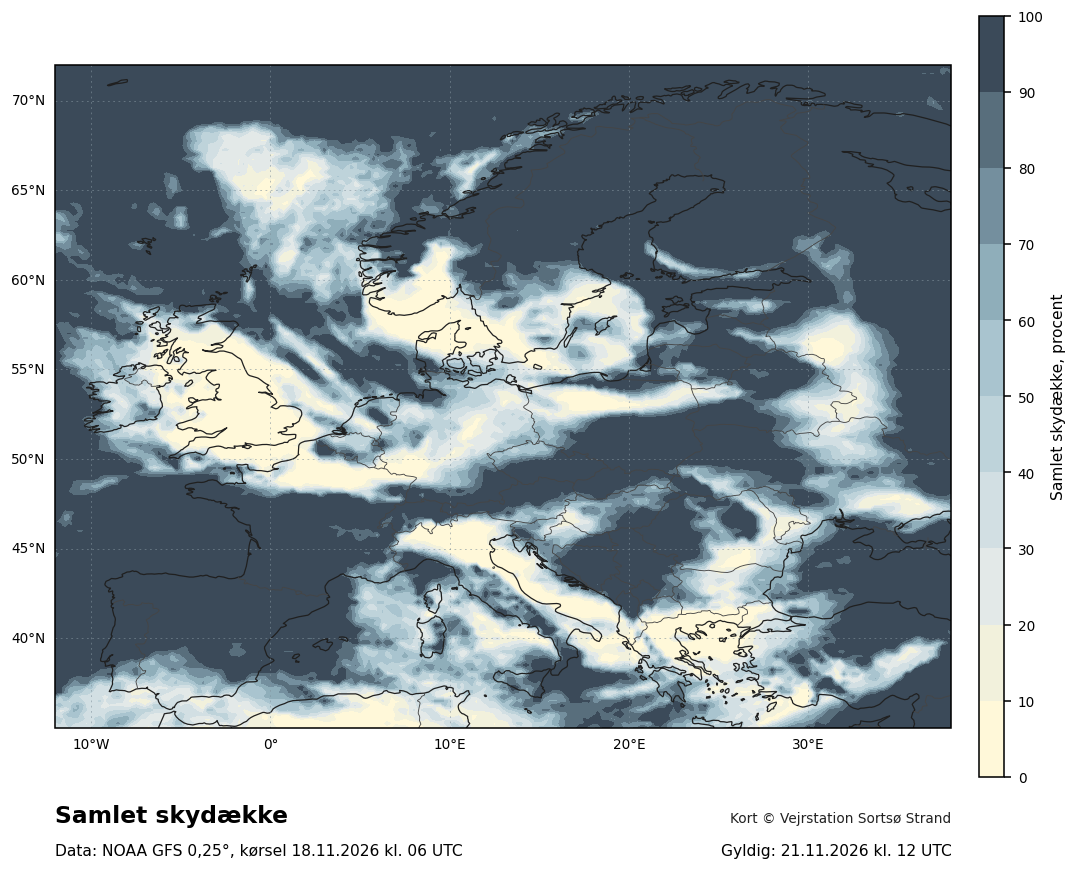 100
90
80
70
60
50
40
30
20
10
0
Samlet skydække, procent
70°N
65°N
60°N
55°N
50°N
45°N
40°N
10°W
0°
10°E
20°E
30°E
Samlet skydække
Kort © Vejrstation Sortsø Strand
Data: NOAA GFS 0,25°, kørsel 18.11.2026 kl. 06 UTC
Gyldig: 21.11.2026 kl. 12 UTC